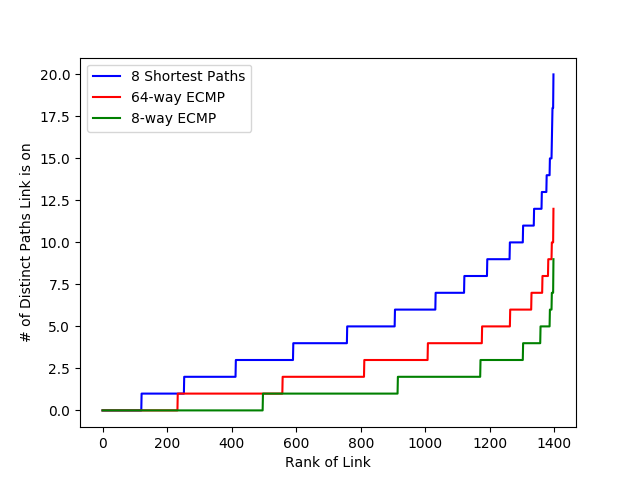 8 Shortest Paths
64-way ECMP
8-way ECMP
# of Distinct Paths Link is on
20.0
17.5
15.0
12.5
10.0
7.5
5.0
2.5
0.0
0 200 400 600 800 1000 1200 1400
Rank of Link